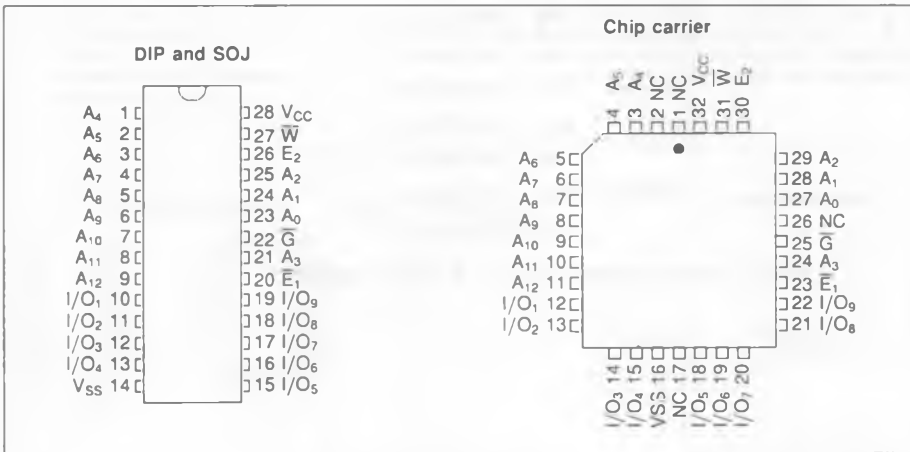 DIP and SOJ
A₄ 1 28 VCC
A₅ 2 27 W̅
A₆ 3 26 E₂
A₇ 4 25 A₂
A₈ 5 24 A₁
A₉ 6 23 A₀
A₁₀ 7 22 G̅
A₁₁ 8 21 A₃
A₁₂ 9 20 E̅₁
I/O₁ 10 19 I/O₉
I/O₂ 11 18 I/O₈
I/O₃ 12 17 I/O₇
I/O₄ 13 16 I/O₆
VSS 14 15 I/O₅
Chip carrier
4 A₅
3 A₄
2 NC
1 NC
32 VCC
31 W̅
30 E₂
A₆ 5 29 A₂
A₇ 6 28 A₁
A₈ 7 27 A₀
A₉ 8 26 NC
A₁₀ 9 25 G̅
A₁₁ 10 24 A₃
A₁₂ 11 23 E̅₁
I/O₁ 12 22 I/O₉
I/O₂ 13 21 I/O₈
I/O₃ 14
I/O₄ 15
VSS 16
NC 17
I/O₅ 18
I/O₆ 19
I/O₇ 20